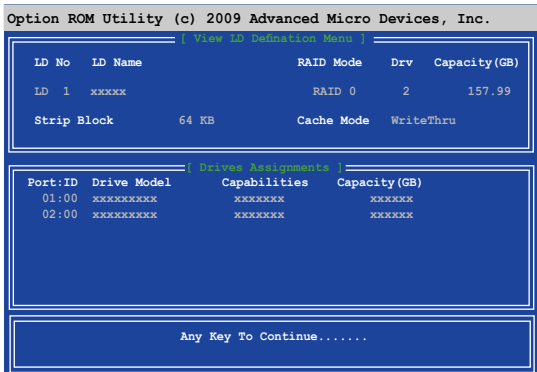 Option ROM Utility (c) 2009 Advanced Micro Devices, Inc.
[ View LD Defination Menu ]
LD No LD Name RAID Mode Drv Capacity(GB)
LD 1 xxxxx RAID 0 2 157.99
Strip Block 64 KB Cache Mode WriteThru
[ Drives Assignments ]
Port:ID Drive Model Capabilities Capacity(GB)
01:00 xxxxxxxxx xxxxxxx xxxxxx
02:00 xxxxxxxxx xxxxxxx xxxxxx
Any Key To Continue.......